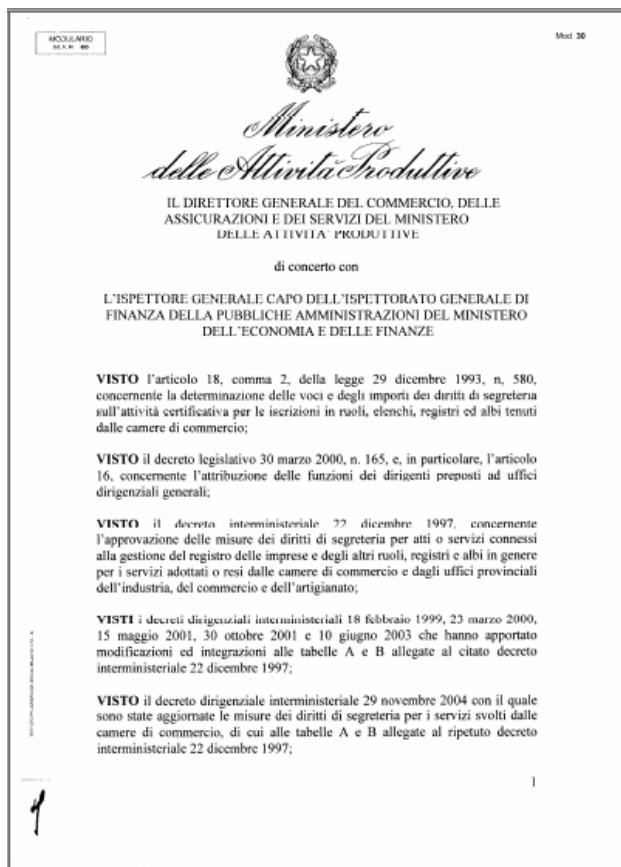 MODULARIO
M.A.P. 60
Mod. 30
Ministero
delle Attività Produttive
IL DIRETTORE GENERALE DEL COMMERCIO, DELLE
ASSICURAZIONI E DEI SERVIZI DEL MINISTERO
DELLE ATTIVITA' PRODUTTIVE
di concerto con
L'ISPETTORE GENERALE CAPO DELL'ISPETTORATO GENERALE DI
FINANZA DELLA PUBBLICHE AMMINISTRAZIONI DEL MINISTERO
DELL'ECONOMIA E DELLE FINANZE
VISTO l'articolo 18, comma 2, della legge 29 dicembre 1993, n, 580,
concernente la determinazione delle voci e degli importi dei diritti di segreteria
sull'attività certificativa per le iscrizioni in ruoli, elenchi, registri ed albi tenuti
dalle camere di commercio;
VISTO il decreto legislativo 30 marzo 2000, n. 165, e, in particolare, l'articolo
16, concernente l'attribuzione delle funzioni dei dirigenti preposti ad uffici
dirigenziali generali;
VISTO il decreto interministeriale 22 dicembre 1997, concernente
l'approvazione delle misure dei diritti di segreteria per atti o servizi connessi
alla gestione del registro delle imprese e degli altri ruoli, registri e albi in genere
per i servizi adottati o resi dalle camere di commercio e dagli uffici provinciali
dell'industria, del commercio e dell'artigianato;
VISTI i decreti dirigenziali interministeriali 18 febbraio 1999, 23 marzo 2000,
15 maggio 2001, 30 ottobre 2001 e 10 giugno 2003 che hanno apportato
modificazioni ed integrazioni alle tabelle A e B allegate al citato decreto
interministeriale 22 dicembre 1997;
VISTO il decreto dirigenziale interministeriale 29 novembre 2004 con il quale
sono state aggiornate le misure dei diritti di segreteria per i servizi svolti dalle
camere di commercio, di cui alle tabelle A e B allegate al ripetuto decreto
interministeriale 22 dicembre 1997;
1